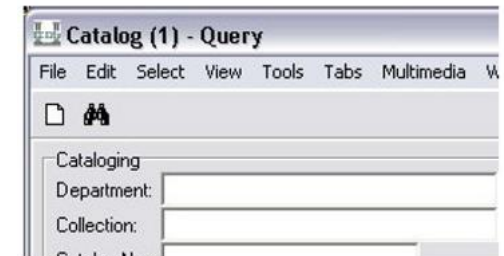 Catalog (1) - Query
File Edit Select View Tools Tabs Multimedia
Cataloging
Department:
Collection: